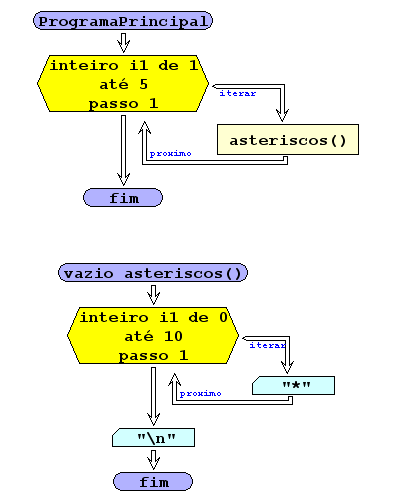 ProgramaPrincipal
inteiro i1 de 1
até 5
passo 1
iterar
asteriscos()
proximo
fim
vazio asteriscos()
inteiro i1 de 0
até 10
passo 1
iterar
"*"
proximo
"\n"
fim